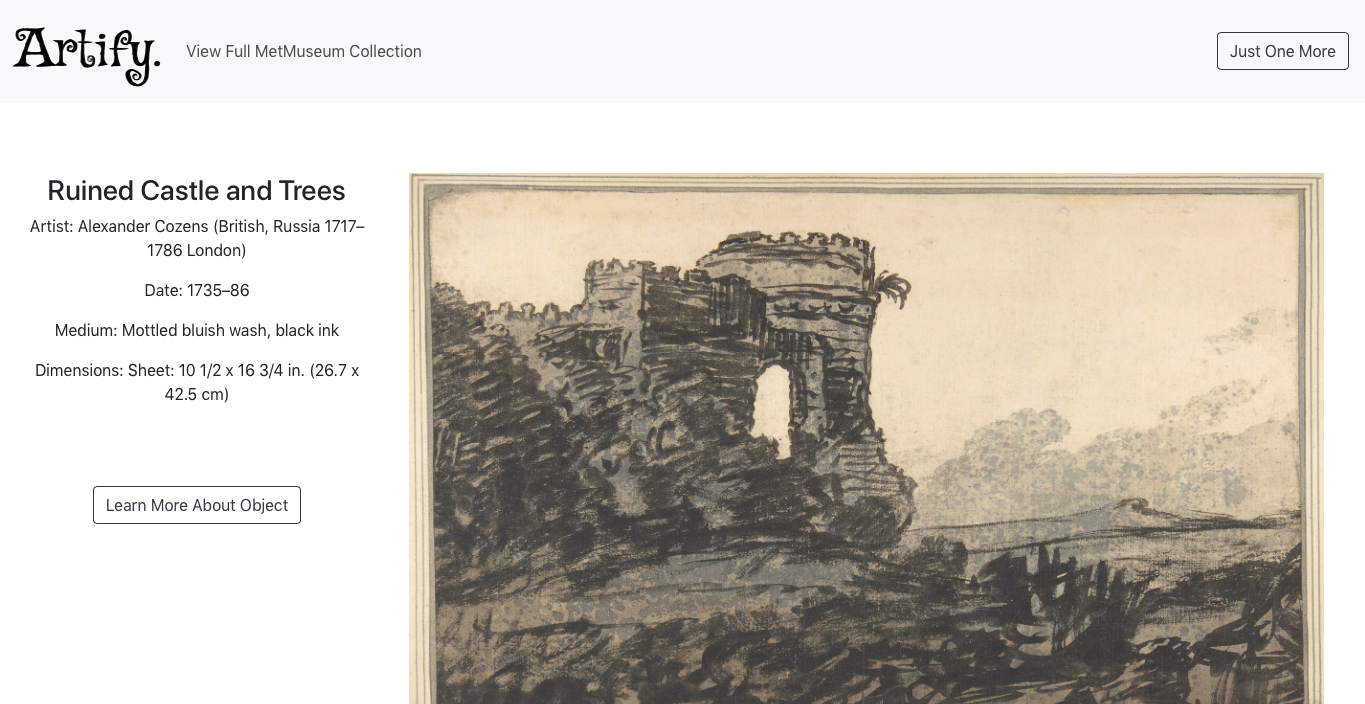 Artify.
View Full MetMuseum Collection
Just One More
Ruined Castle and Trees
Artist: Alexander Cozens (British, Russia 1717–
1786 London)
Date: 1735–86
Medium: Mottled bluish wash, black ink
Dimensions: Sheet: 10 1/2 x 16 3/4 in. (26.7 x
42.5 cm)
Learn More About Object